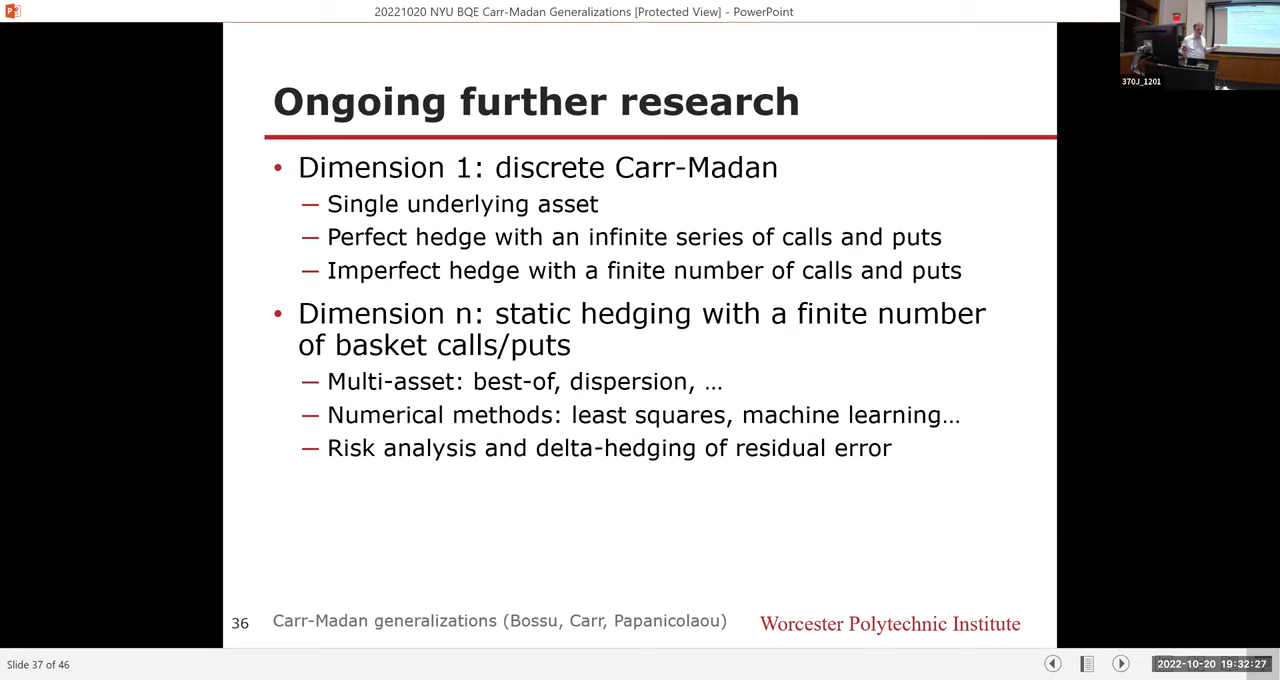 20221020 NYU BQE Carr-Madan Generalizations [Protected View] - PowerPoint
370J_1201
Ongoing further research
• Dimension 1: discrete Carr-Madan
— Single underlying asset
— Perfect hedge with an infinite series of calls and puts
— Imperfect hedge with a finite number of calls and puts
• Dimension n: static hedging with a finite number
of basket calls/puts
— Multi-asset: best-of, dispersion, …
— Numerical methods: least squares, machine learning…
— Risk analysis and delta-hedging of residual error
36 Carr-Madan generalizations (Bossu, Carr, Papanicolaou) Worcester Polytechnic Institute
Slide 37 of 46 2022-10-20 19:32:27